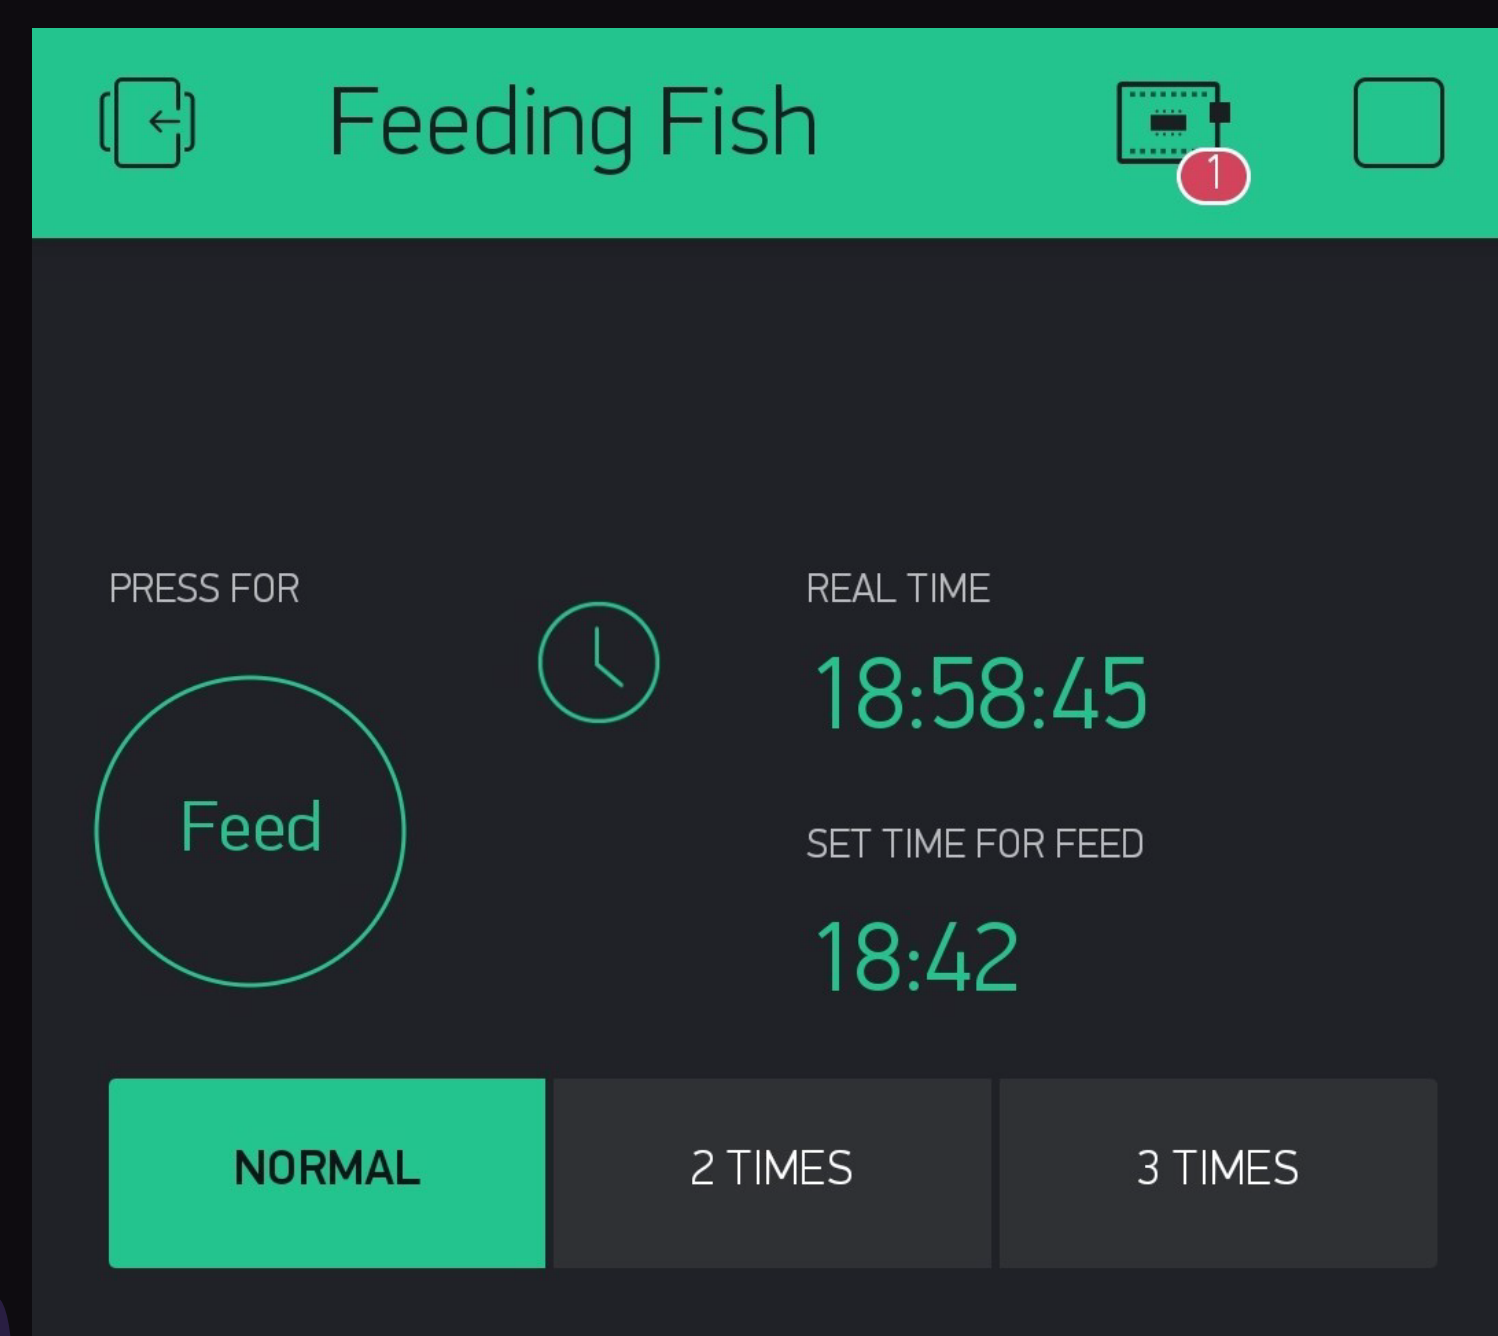 Feeding Fish
1
PRESS FOR
REAL TIME
18:58:45
Feed
SET TIME FOR FEED
18:42
NORMAL
2 TIMES
3 TIMES